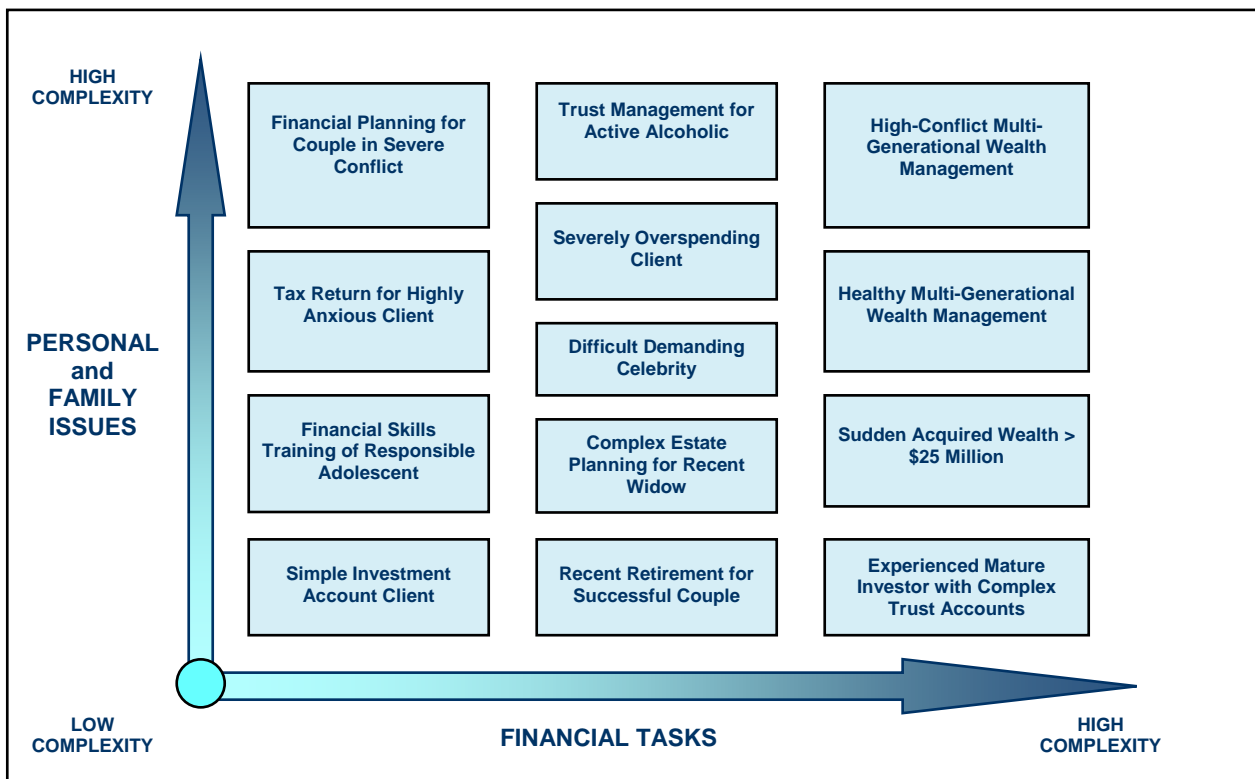 HIGH
COMPLEXITY
Financial Planning for
Couple in Severe
Conflict
Trust Management for
Active Alcoholic
High-Conflict Multi-
Generational Wealth
Management
Severely Overspending
Client
Tax Return for Highly
Anxious Client
Healthy Multi-Generational
Wealth Management
PERSONAL
and
FAMILY
ISSUES
Difficult Demanding
Celebrity
Financial Skills
Training of Responsible
Adolescent
Complex Estate
Planning for Recent
Widow
Sudden Acquired Wealth >
$25 Million
Simple Investment
Account Client
Recent Retirement for
Successful Couple
Experienced Mature
Investor with Complex
Trust Accounts
LOW
COMPLEXITY
FINANCIAL TASKS
HIGH
COMPLEXITY